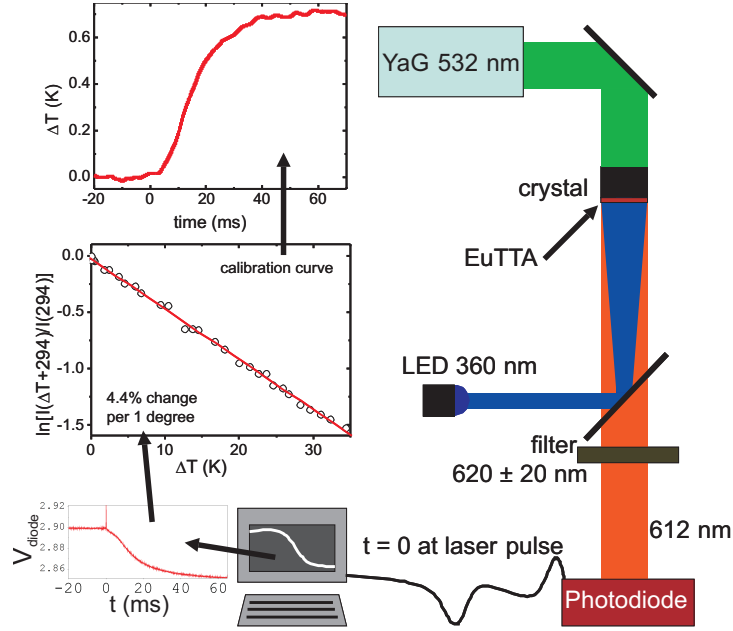 0.6
0.4
0.2
0.0
ΔT (K)
-20 0 20 40 60
time (ms)
YaG 532 nm
crystal
EuTTA
0.0
-0.5
-1.0
-1.5
ln[I(ΔT+294)/I(294)]
calibration curve
4.4% change
per 1 degree
0 10 20 30
ΔT (K)
LED 360 nm
filter
620 ± 20 nm
612 nm
2.92
2.90
2.88
2.86
V diode
-20 0 20 40 60
t (ms)
t = 0 at laser pulse
Photodiode